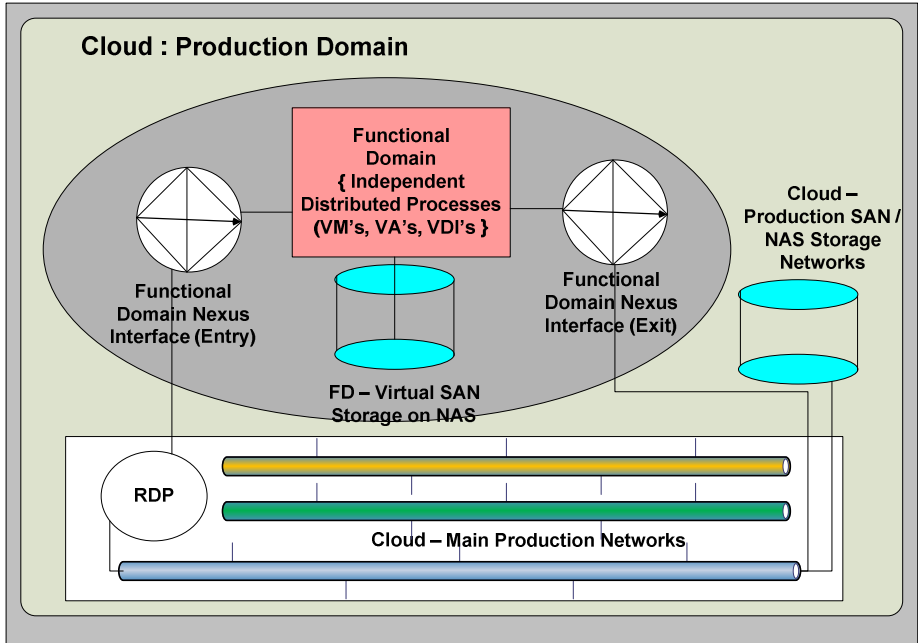 Cloud : Production Domain
Functional
Domain
{ Independent
Distributed Processes
(VM's, VA's, VDI's }
Functional
Domain Nexus
Interface (Entry)
Functional
Domain Nexus
Interface (Exit)
Cloud –
Production SAN /
NAS Storage
Networks
FD – Virtual SAN
Storage on NAS
RDP
Cloud – Main Production Networks